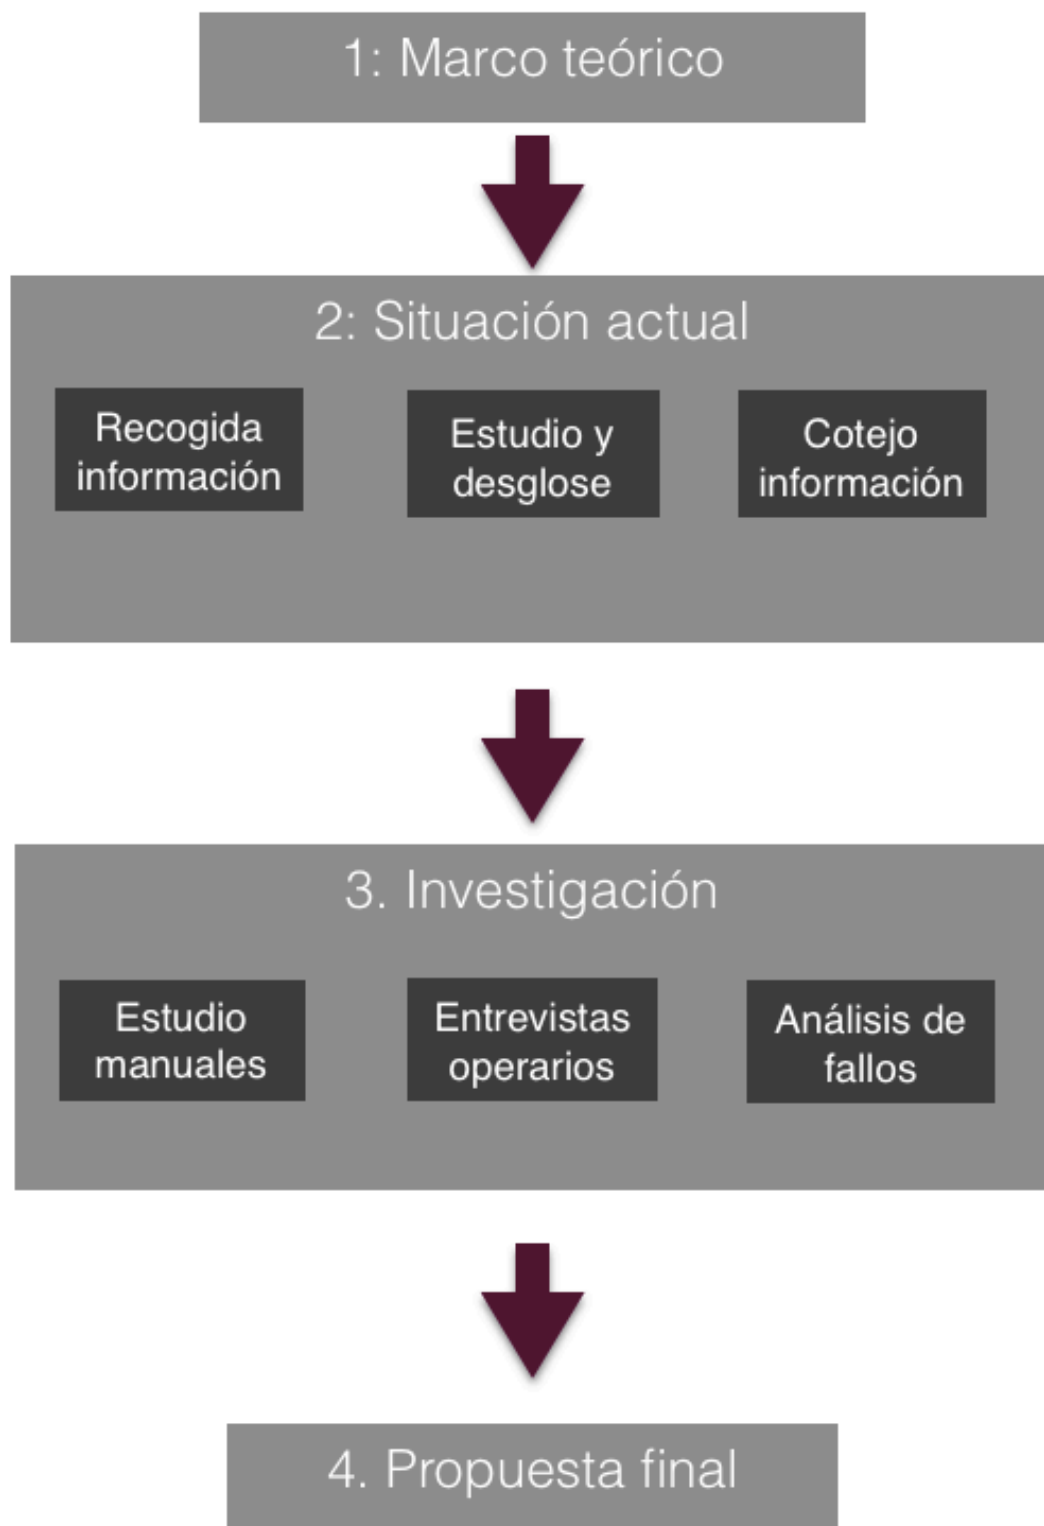 1: Marco teórico
2: Situación actual
Recogida
información
Estudio y
desglose
Cotejo
información
3. Investigación
Estudio
manuales
Entrevistas
operarios
Análisis de
fallos
4. Propuesta final